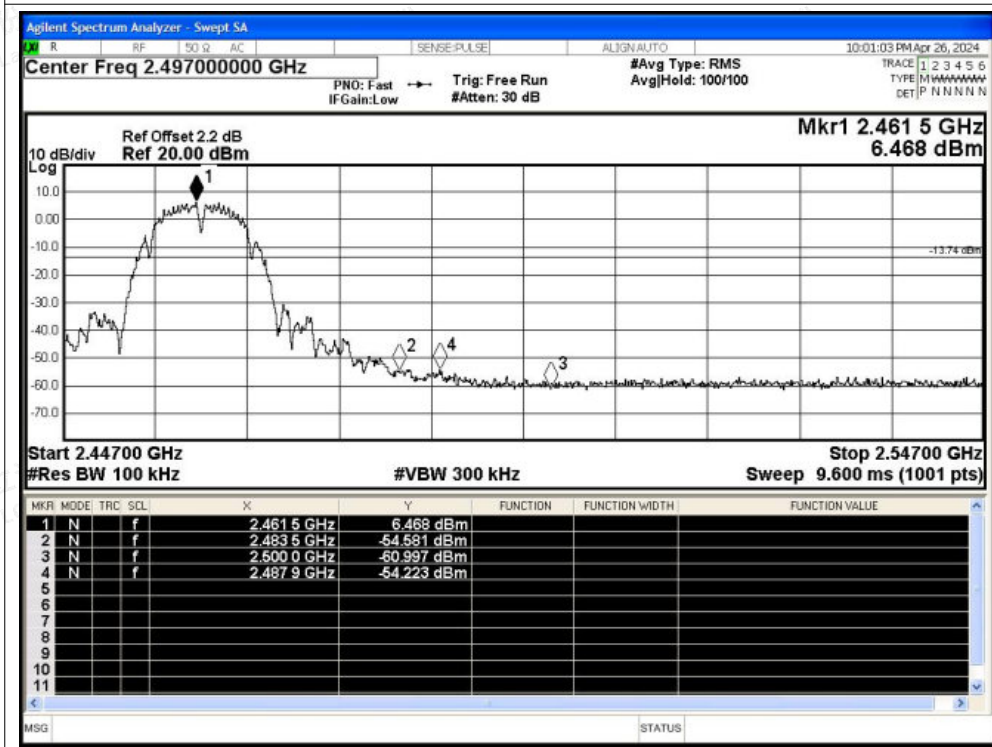 Agilent Spectrum Analyzer - Swept SA
R RF 50 Ω AC SENSE:PULSE ALIGN AUTO 10:01:03 PM Apr 26, 2024
Center Freq 2.497000000 GHz
PNO: Fast
IFGain:Low
Trig: Free Run
#Atten: 30 dB
#Avg Type: RMS
Avg|Hold: 100/100
TRACE 1 2 3 4 5 6
TYPE M
DET P N N N N N
Mkr1 2.461 5 GHz
6.468 dBm
Ref Offset 2.2 dB
10 dB/div Ref 20.00 dBm
Log
1
10.0
0.00
-10.0
-13.74 dBm
-20.0
-30.0
-40.0
2 4
-50.0
3
-60.0
-70.0
Start 2.44700 GHz Stop 2.54700 GHz
#Res BW 100 kHz #VBW 300 kHz Sweep 9.600 ms (1001 pts)
MKR MODE TRC SCL X Y FUNCTION FUNCTION WIDTH FUNCTION VALUE
1 N f 2.461 5 GHz 6.468 dBm
2 N f 2.483 5 GHz -54.581 dBm
3 N f 2.500 0 GHz -60.997 dBm
4 N f 2.487 9 GHz -54.223 dBm
5
6
7
8
9
10
11
MSG STATUS